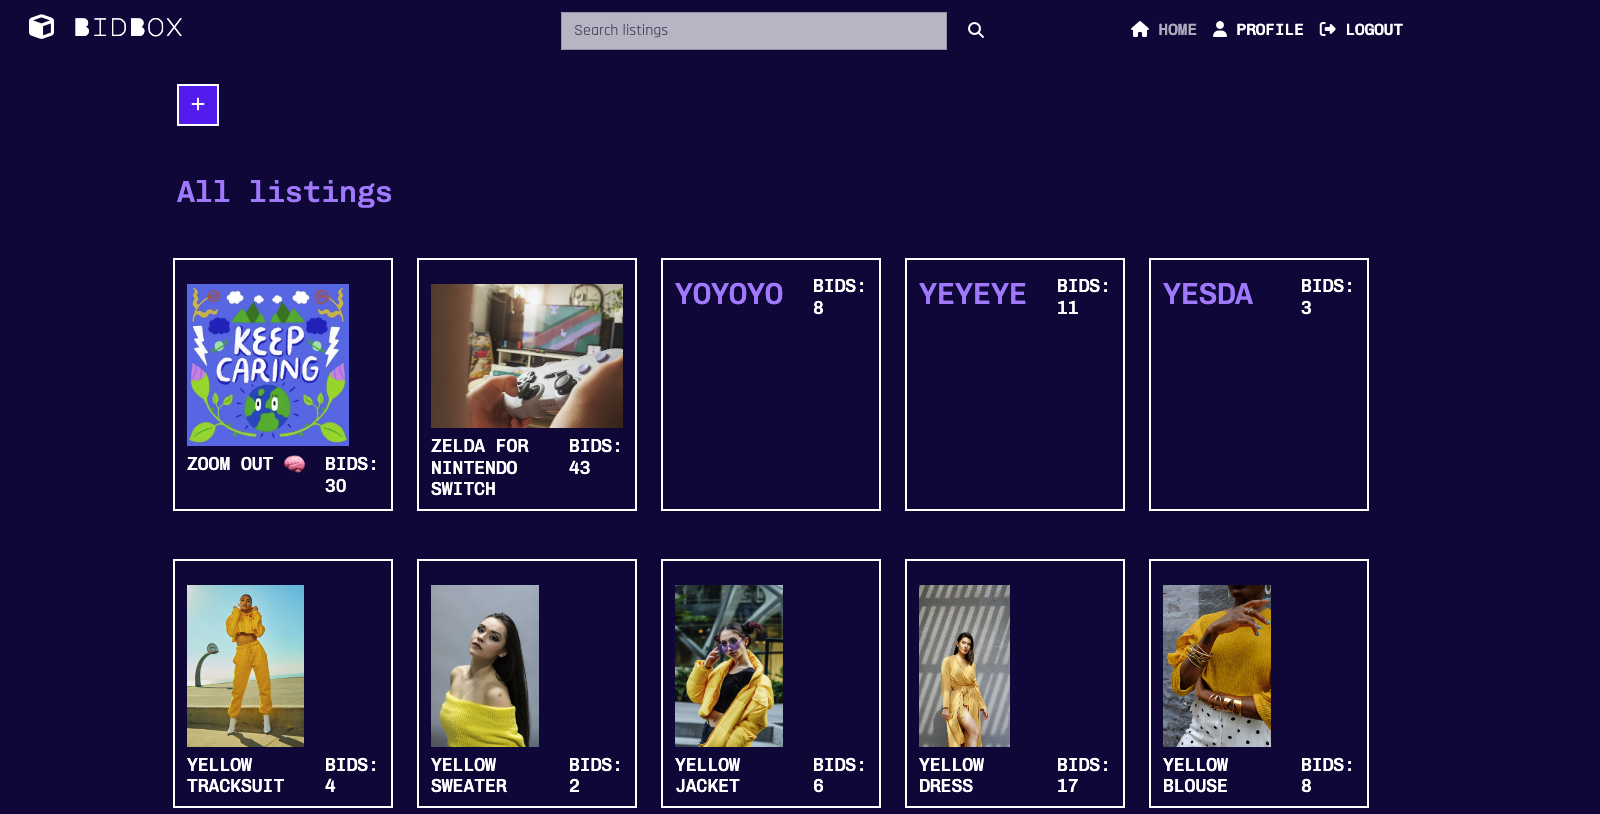 BIDBOX
Search listings
HOME PROFILE LOGOUT
+
All listings
KEEP
CARING
ZOOM OUT 🧠 BIDS:
30
ZELDA FOR BIDS:
NINTENDO 43
SWITCH
YOYOYO BIDS:
8
YEYEYE BIDS:
11
YESDA BIDS:
3
YELLOW BIDS:
TRACKSUIT 4
YELLOW BIDS:
SWEATER 2
YELLOW BIDS:
JACKET 6
YELLOW BIDS:
DRESS 17
YELLOW BIDS:
BLOUSE 8